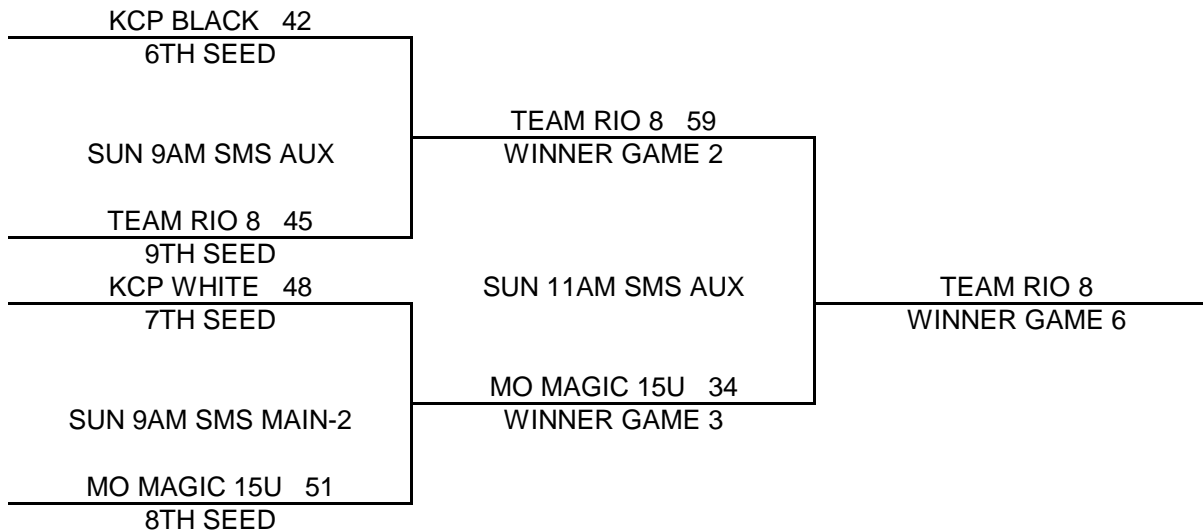 KCP BLACK 42
6TH SEED
SUN 9AM SMS AUX
TEAM RIO 8 45
9TH SEED
KCP WHITE 48
7TH SEED
SUN 9AM SMS MAIN-2
MO MAGIC 15U 51
8TH SEED
TEAM RIO 8 59
WINNER GAME 2
SUN 11AM SMS AUX
MO MAGIC 15U 34
WINNER GAME 3
TEAM RIO 8
WINNER GAME 6